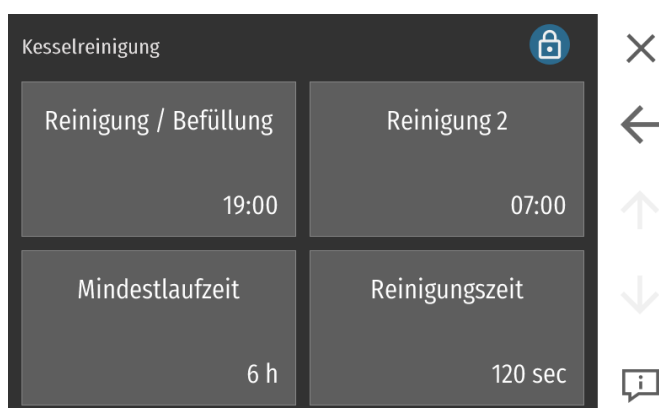 Kesselreinigung
Reinigung / Befüllung
19:00
Reinigung 2
07:00
Mindestlaufzeit
6 h
Reinigungszeit
120 sec